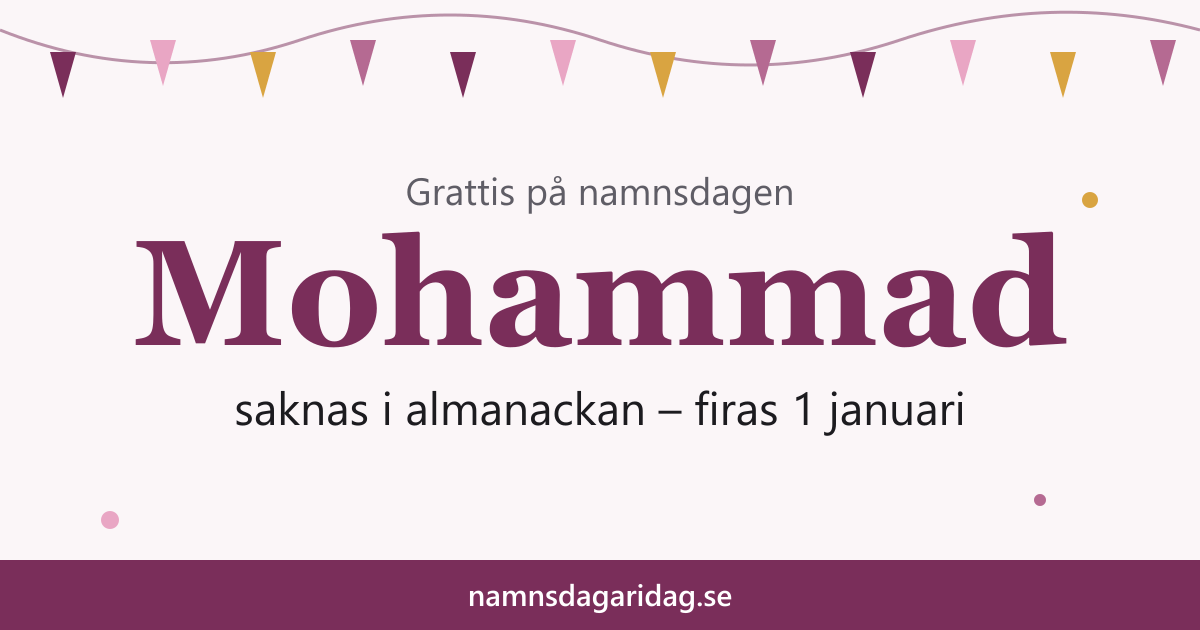 Grattis på namnsdagen
Mohammad
saknas i almanackan – firas 1 januari
namnsdagaridag.se